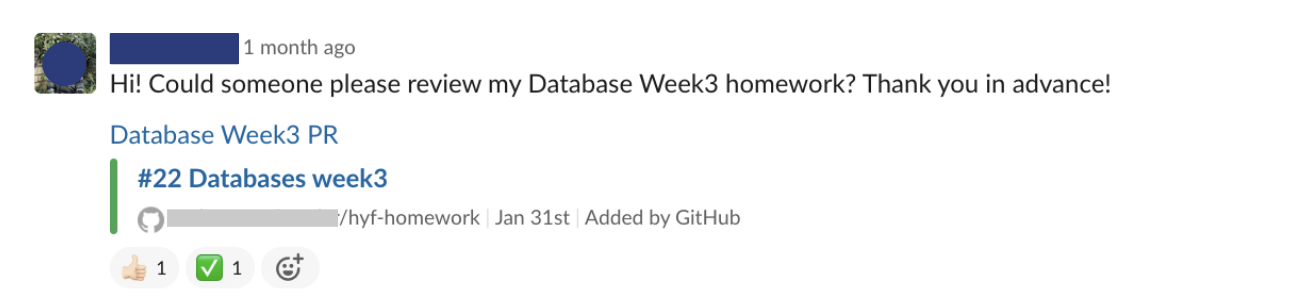 1 month ago
Hi! Could someone please review my Database Week3 homework? Thank you in advance!
Database Week3 PR
#22 Databases week3
/hyf-homework | Jan 31st | Added by GitHub
1 1